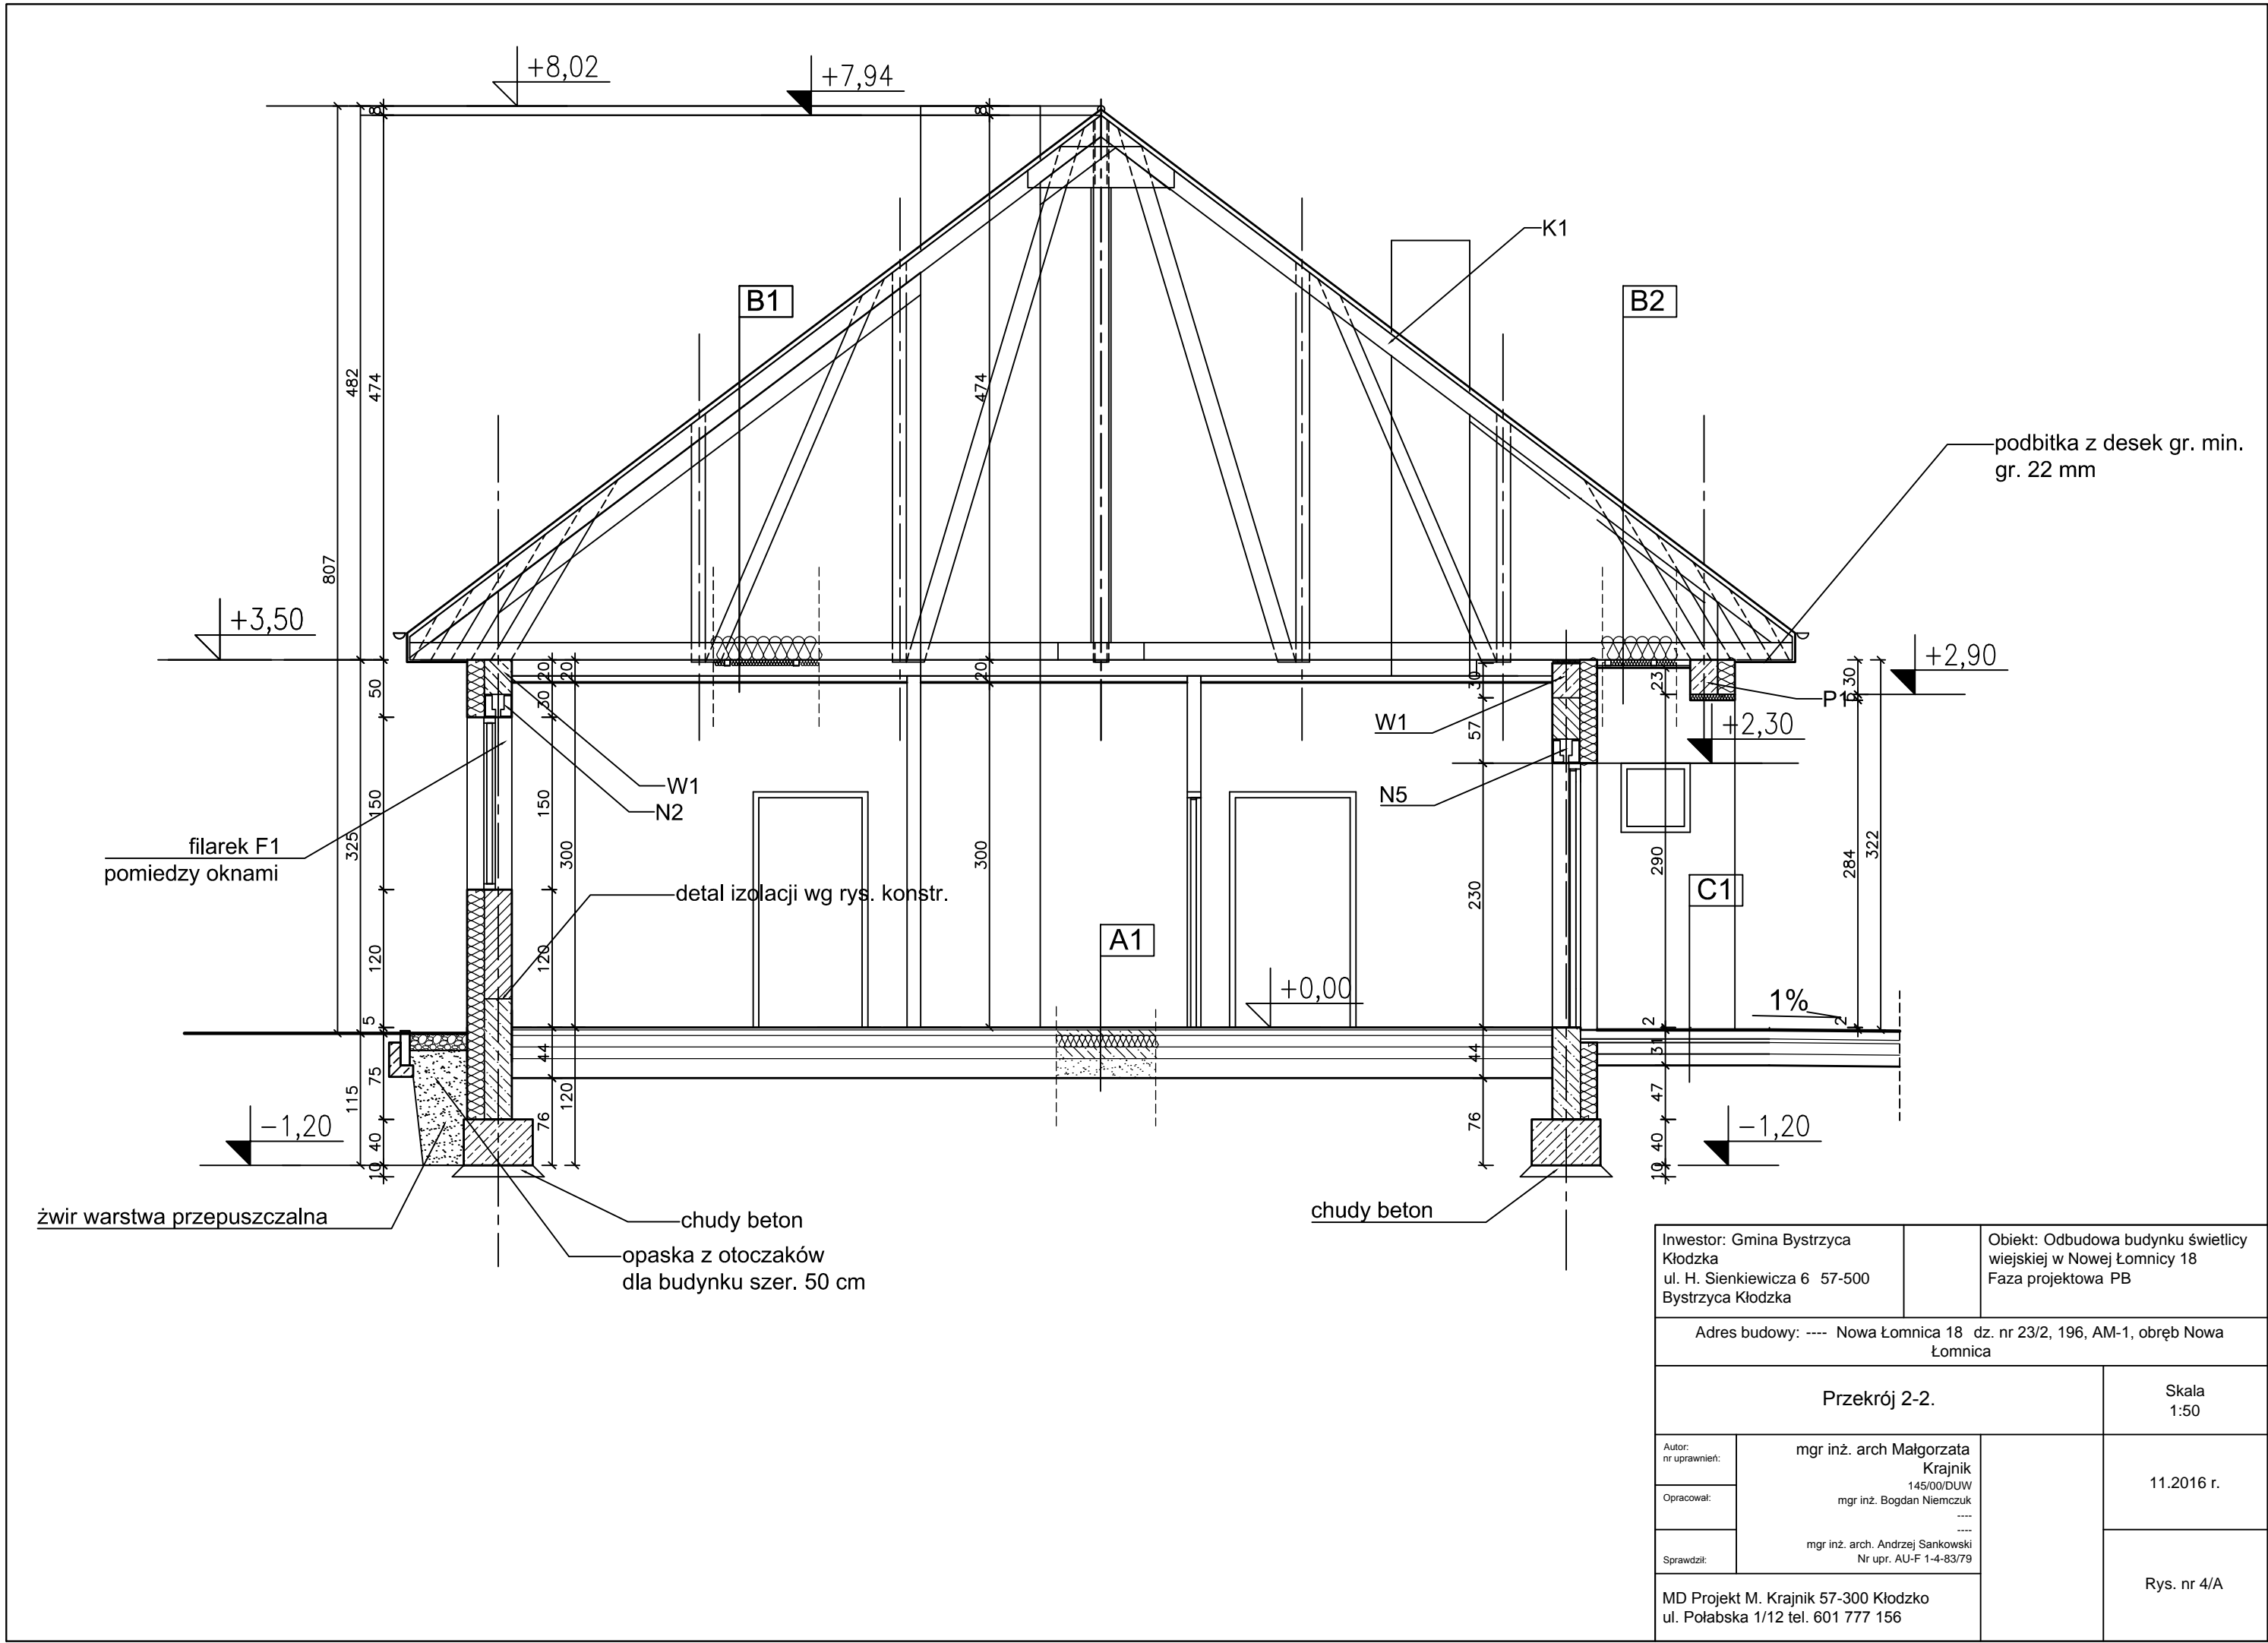 +8,02
+7,94
8
8
K1
B1
B2
482
474
474
podbitka z desek gr. min.
gr. 22 mm
807
+3,50
+2,90
50
20
20
30
20
30
23
30
P1
+2,30
W1
57
W1
N2
N5
150
150
325
filarek F1
pomiedzy oknami
300
300
290
284
322
detal izolacji wg rys. konstr.
C1
230
A1
120
120
+0,00
1%
5
2
2
44
44
31
75
115
120
76
76
47
-1,20
-1,20
40
40
10
10
żwir warstwa przepuszczalna
chudy beton
chudy beton
opaska z otoczaków
dla budynku szer. 50 cm
Inwestor: Gmina Bystrzyca
Kłodzka
ul. H. Sienkiewicza 6 57-500
Bystrzyca Kłodzka
Obiekt: Odbudowa budynku świetlicy
wiejskiej w Nowej Łomnicy 18
Faza projektowa PB
Adres budowy: ---- Nowa Łomnica 18 dz. nr 23/2, 196, AM-1, obręb Nowa
Łomnica
Przekrój 2-2.
Skala
1:50
Autor:
nr uprawnień:
mgr inż. arch Małgorzata
Krajnik
145/00/DUW
Opracował:
mgr inż. Bogdan Niemczuk
----
----
Sprawdził:
mgr inż. arch. Andrzej Sankowski
Nr upr. AU-F 1-4-83/79
11.2016 r.
Rys. nr 4/A
MD Projekt M. Krajnik 57-300 Kłodzko
ul. Połabska 1/12 tel. 601 777 156